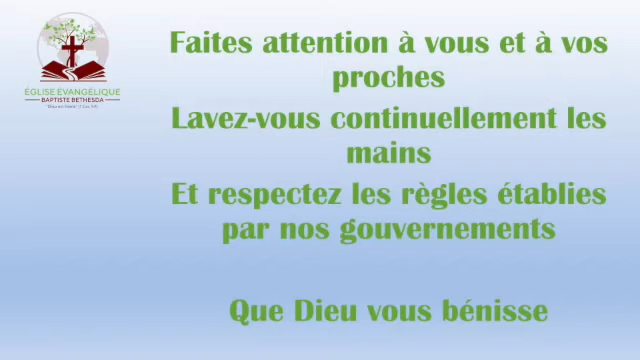 Faites attention à vous et à vos
proches
Lavez-vous continuellement les
mains
Et respectez les règles établies
par nos gouvernements
Que Dieu vous bénisse
ÉGLISE ÉVANGÉLIQUE
BAPTISTE BETHESDA